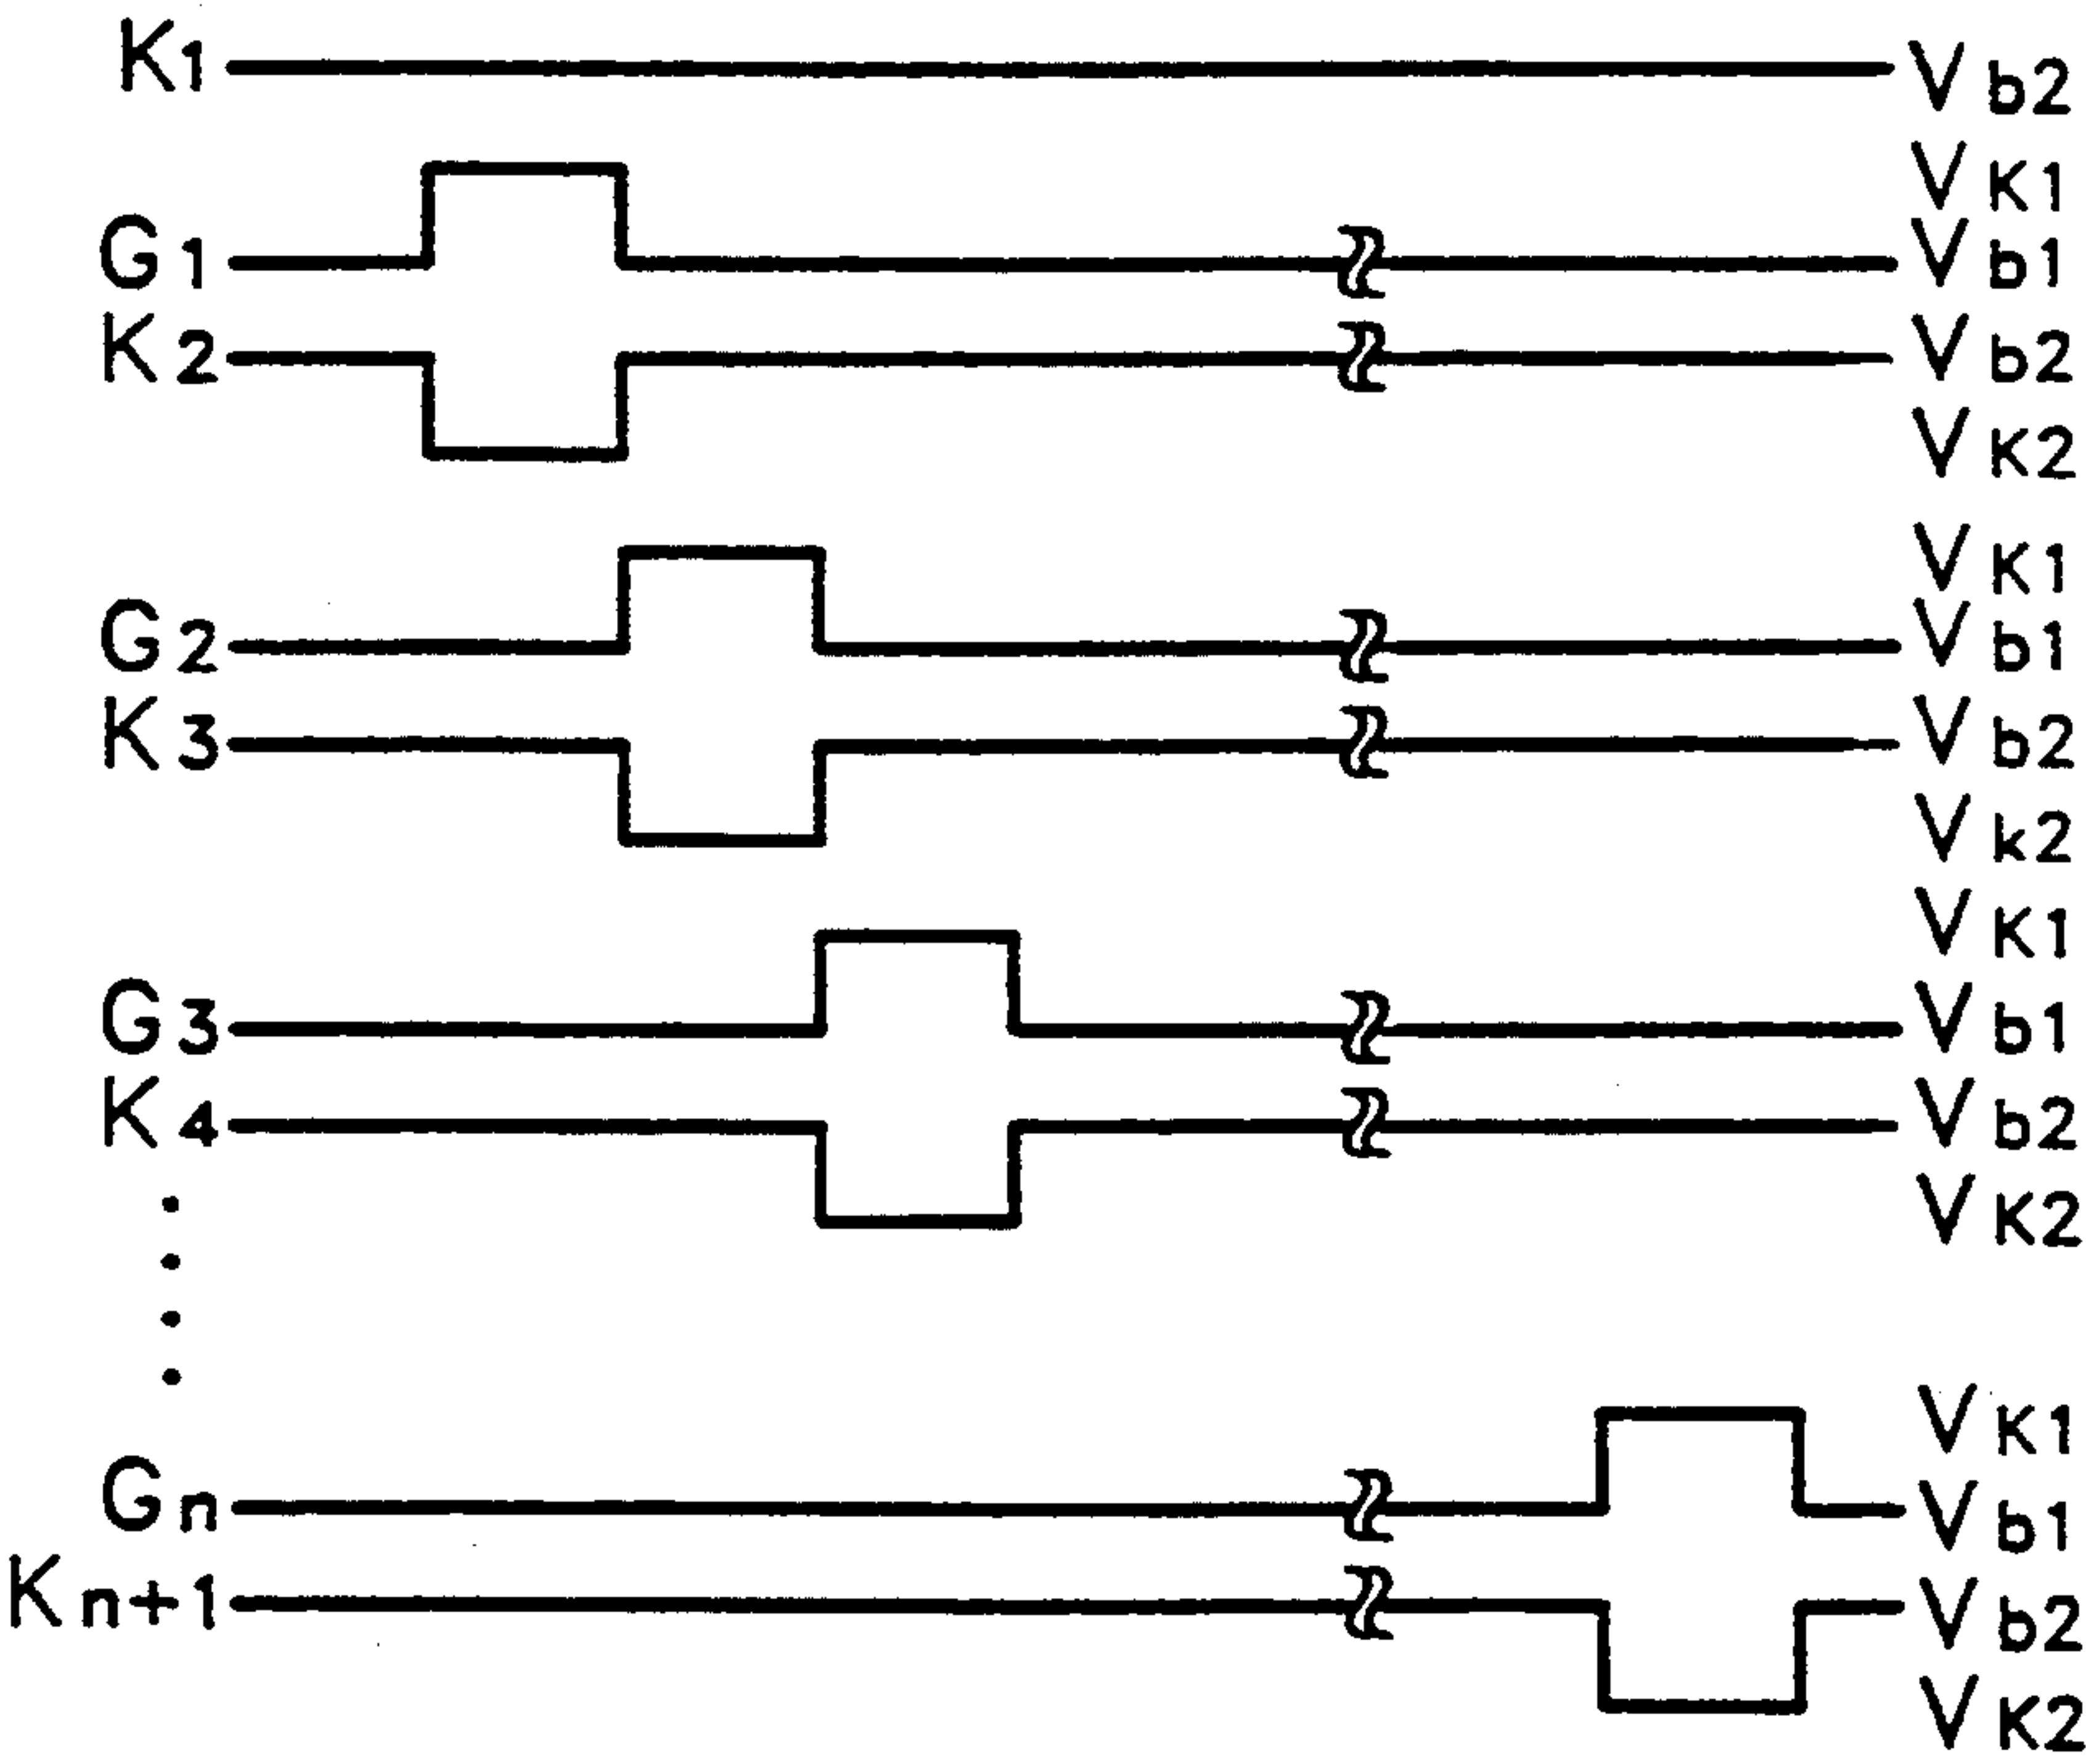 K1 Vb2
VK1
G1 Vb1
K2 Vb2
VK2
VK1
G2 Vb1
K3 Vb2
Vk2
VK1
G3 Vb1
K4 Vb2
VK2
VK1
Gn Vb1
Kn+1 Vb2
VK2